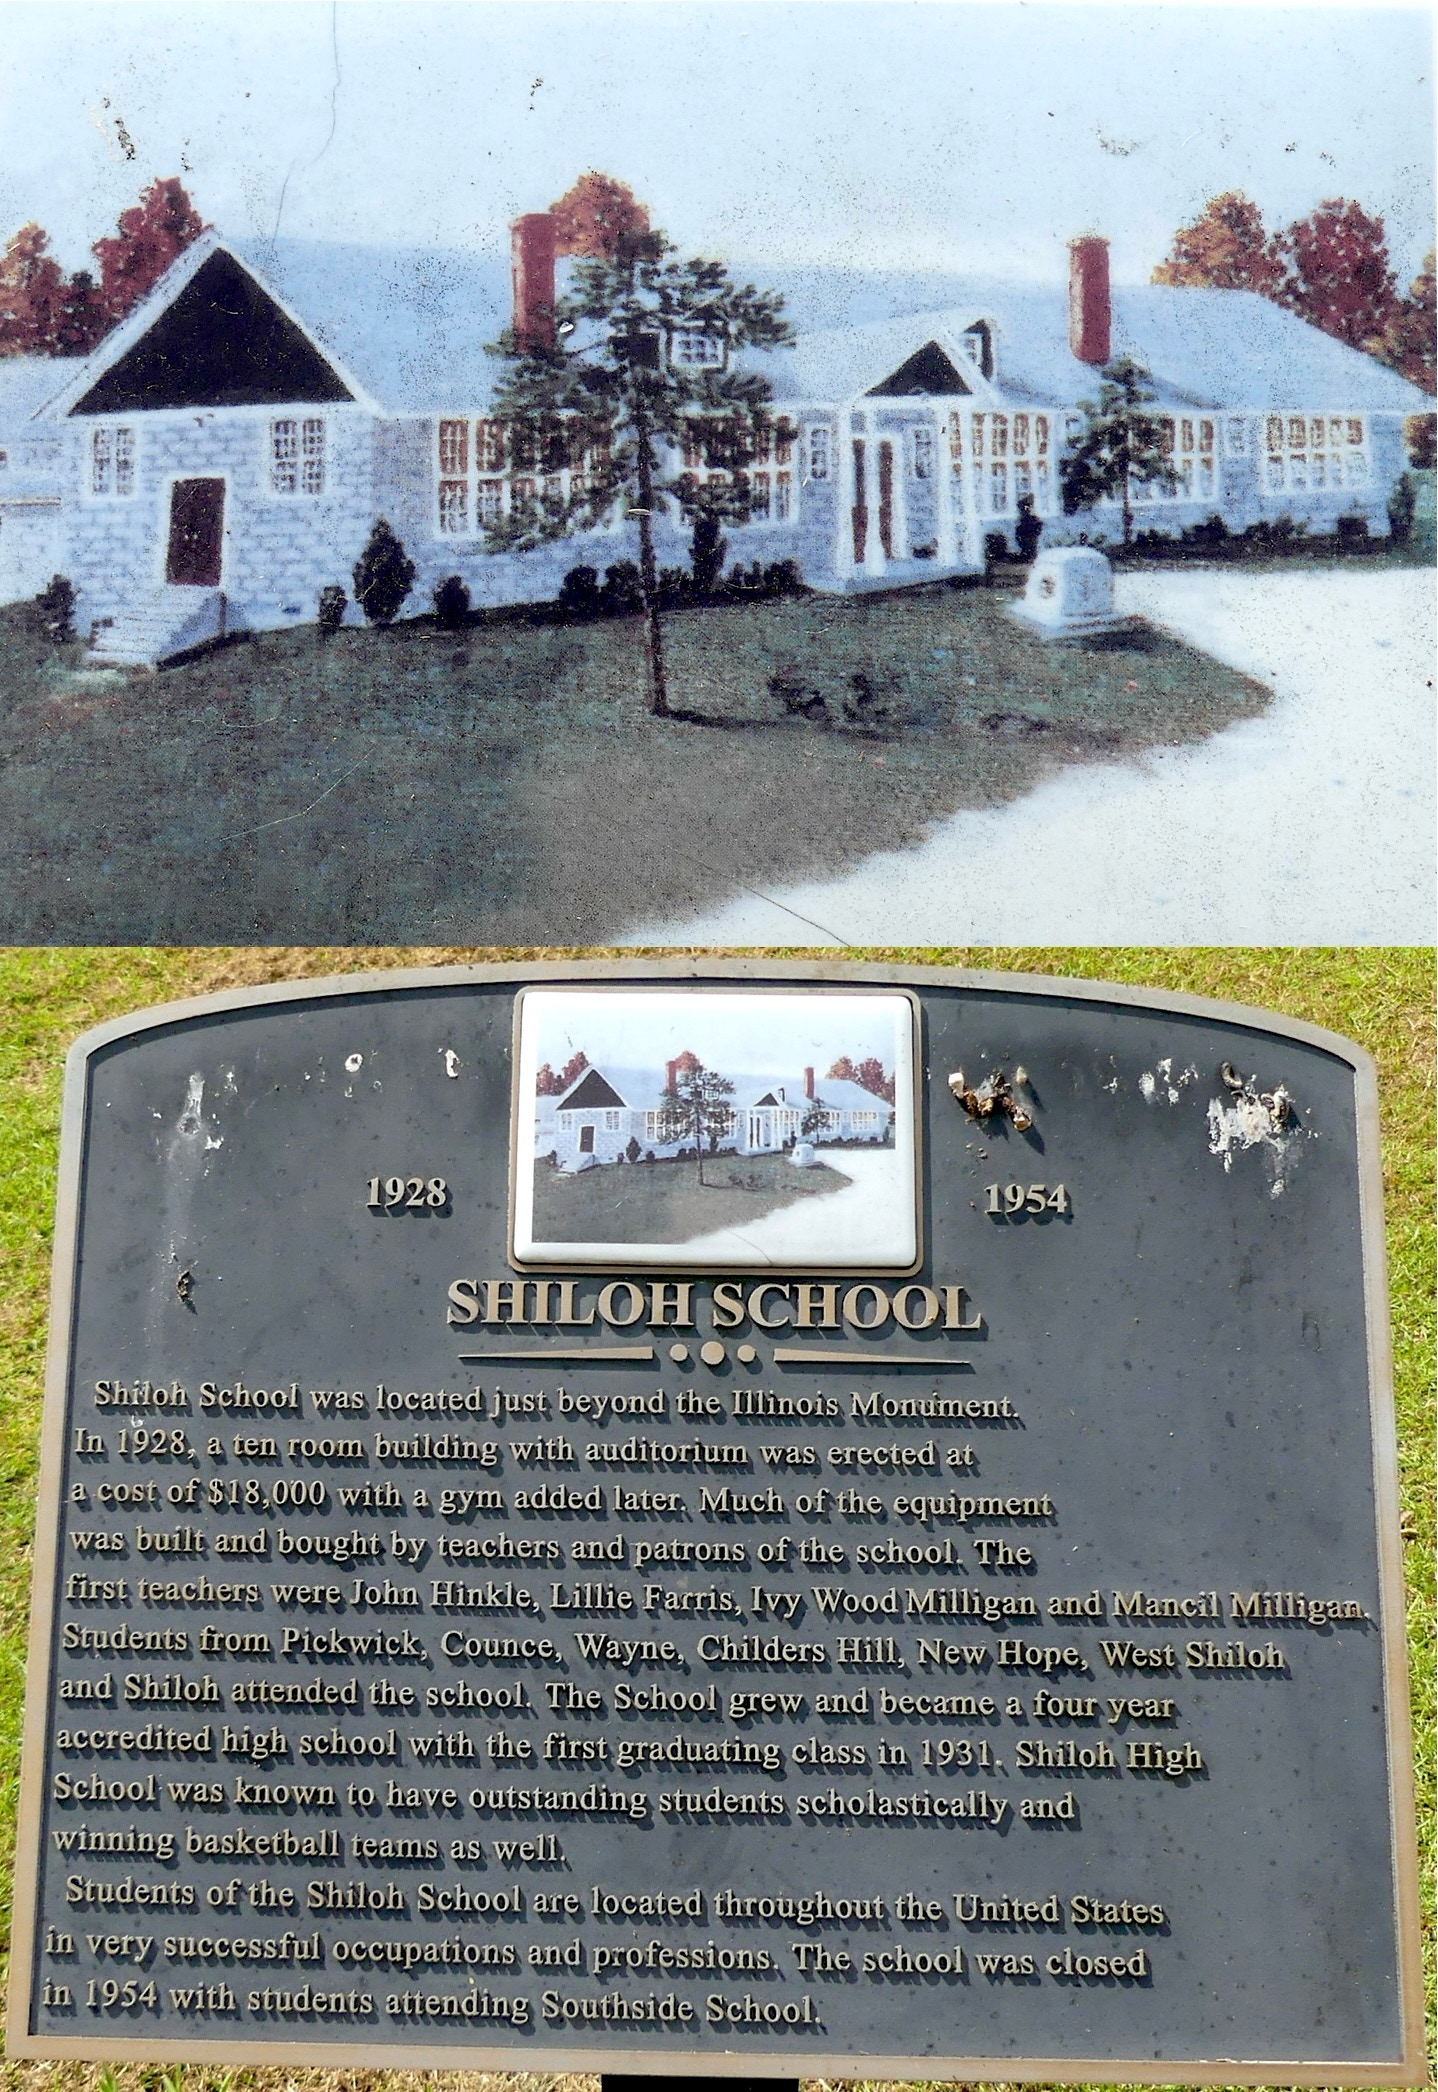 1928
1954
SHILOH SCHOOL
Shiloh School was located just beyond the Illinois Monument.
In 1928, a ten room building with auditorium was erected at
a cost of $18,000 with a gym added later. Much of the equipment
was built and bought by teachers and patrons of the school. The
first teachers were John Hinkle, Lillie Farris, Ivy Wood Milligan and Mancil Milligan.
Students from Pickwick, Counce, Wayne, Childers Hill, New Hope, West Shiloh
and Shiloh attended the school. The School grew and became a four year
accredited high school with the first graduating class in 1931. Shiloh High
School was known to have outstanding students scholastically and
winning basketball teams as well.
Students of the Shiloh School are located throughout the United States
in very successful occupations and professions. The school was closed
in 1954 with students attending Southside School.